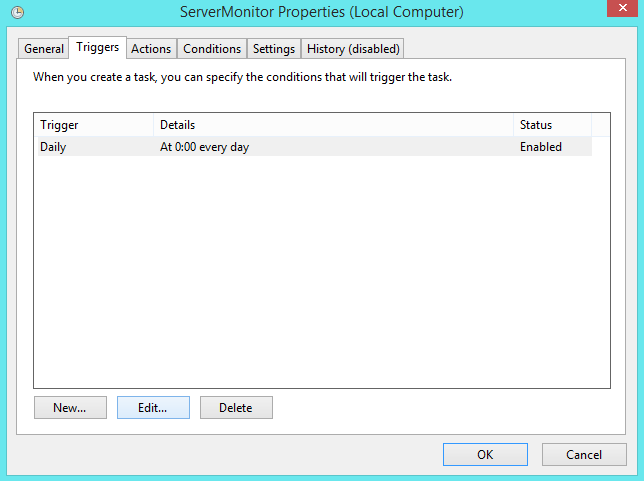 ServerMonitor Properties (Local Computer)
General Triggers Actions Conditions Settings History (disabled)
When you create a task, you can specify the conditions that will trigger the task.
Trigger Details Status
Daily At 0:00 every day Enabled
New... Edit... Delete
OK Cancel